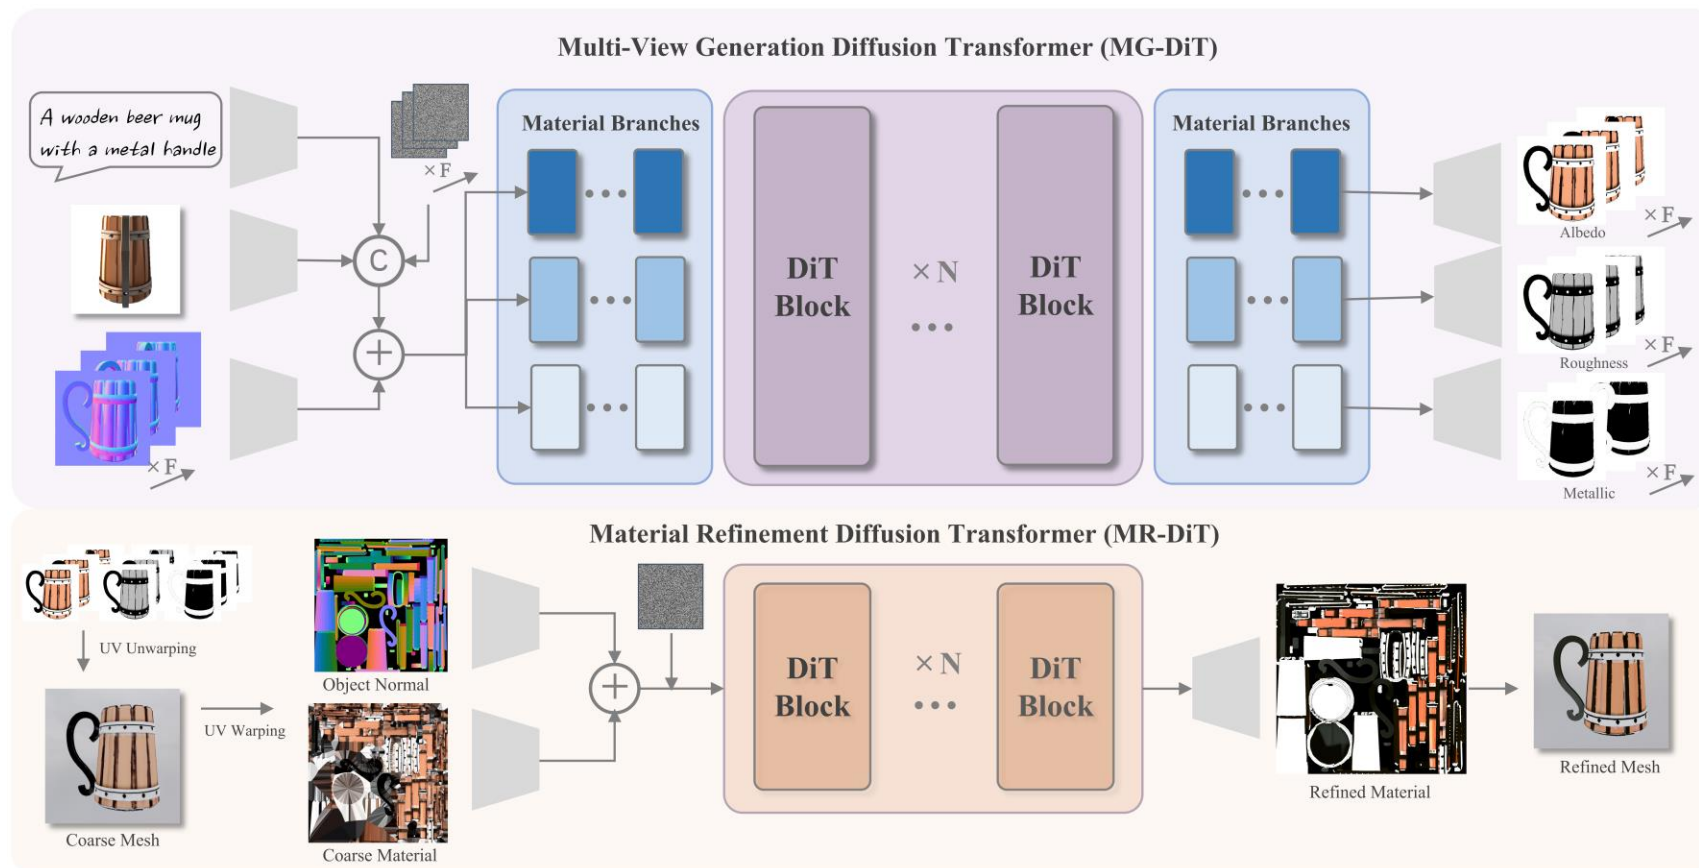 Multi-View Generation Diffusion Transformer (MG-DiT)
A wooden beer mug
with a metal handle
× F
C
× F
Material Branches
DiT
Block
× N
DiT
Block
Material Branches
Albedo
× F
Roughness
× F
Metallic
× F
Material Refinement Diffusion Transformer (MR-DiT)
UV Unwarping
Coarse Mesh
UV Warping
Object Normal
Coarse Material
DiT
Block
× N
DiT
Block
Refined Material
Refined Mesh